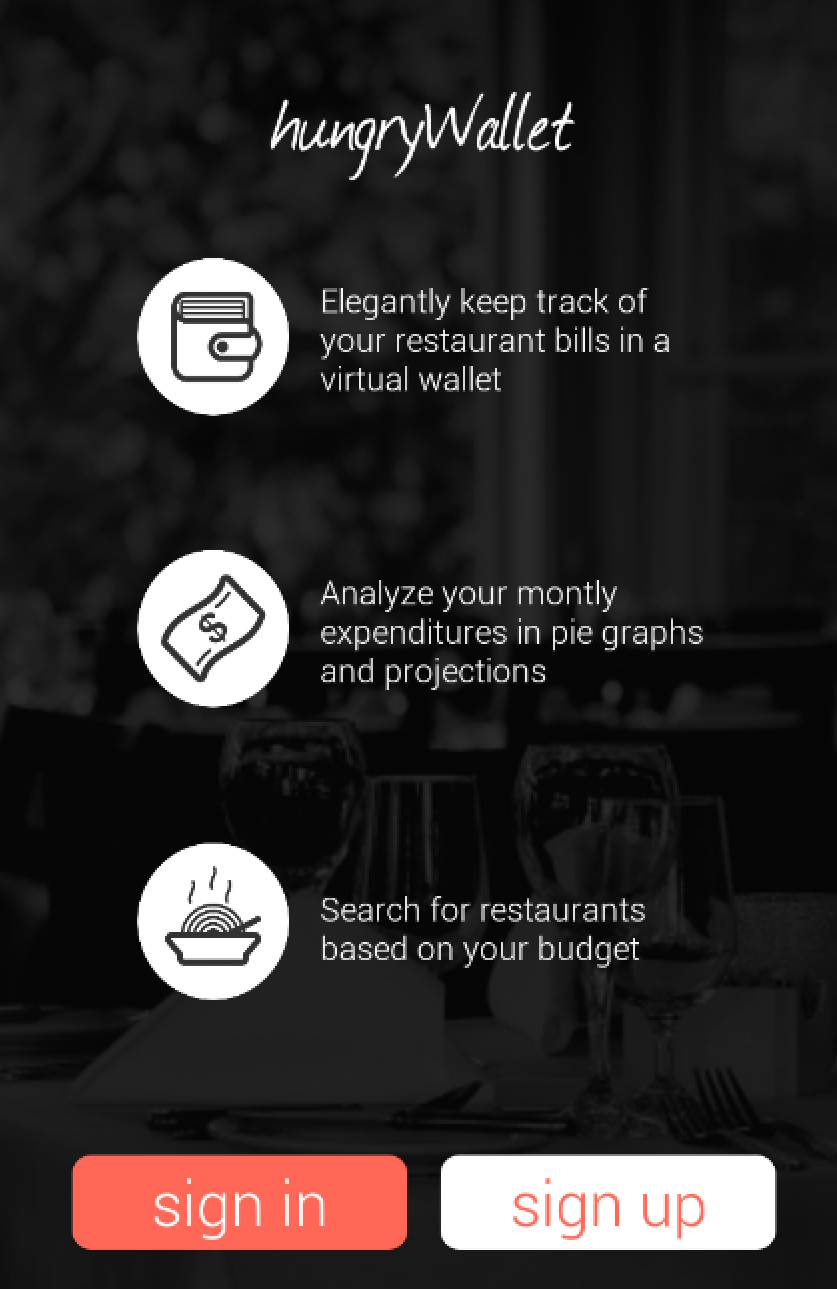 hungryWallet
Elegantly keep track of
your restaurant bills in a
virtual wallet
$
Analyze your montly
expenditures in pie graphs
and projections
Search for restaurants
based on your budget
sign in
sign up